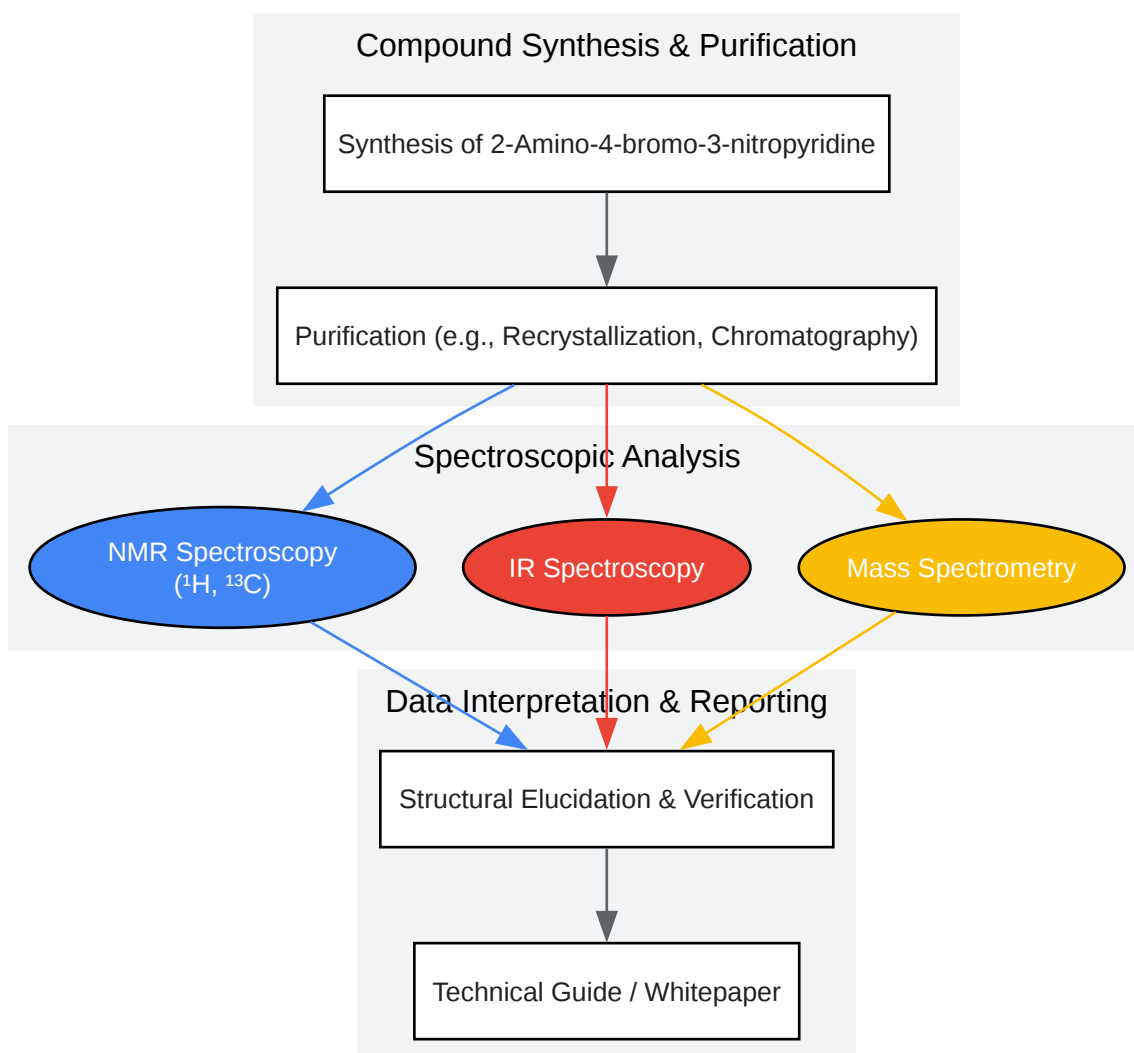 Compound Synthesis & Purification
Synthesis of 2-Amino-4-bromo-3-nitropyridine
Purification (e.g., Recrystallization, Chromatography)
Spectroscopic Analysis
NMR Spectroscopy
(¹H, ¹³C)
IR Spectroscopy
Mass Spectrometry
Data Interpretation & Reporting
Structural Elucidation & Verification
Technical Guide / Whitepaper